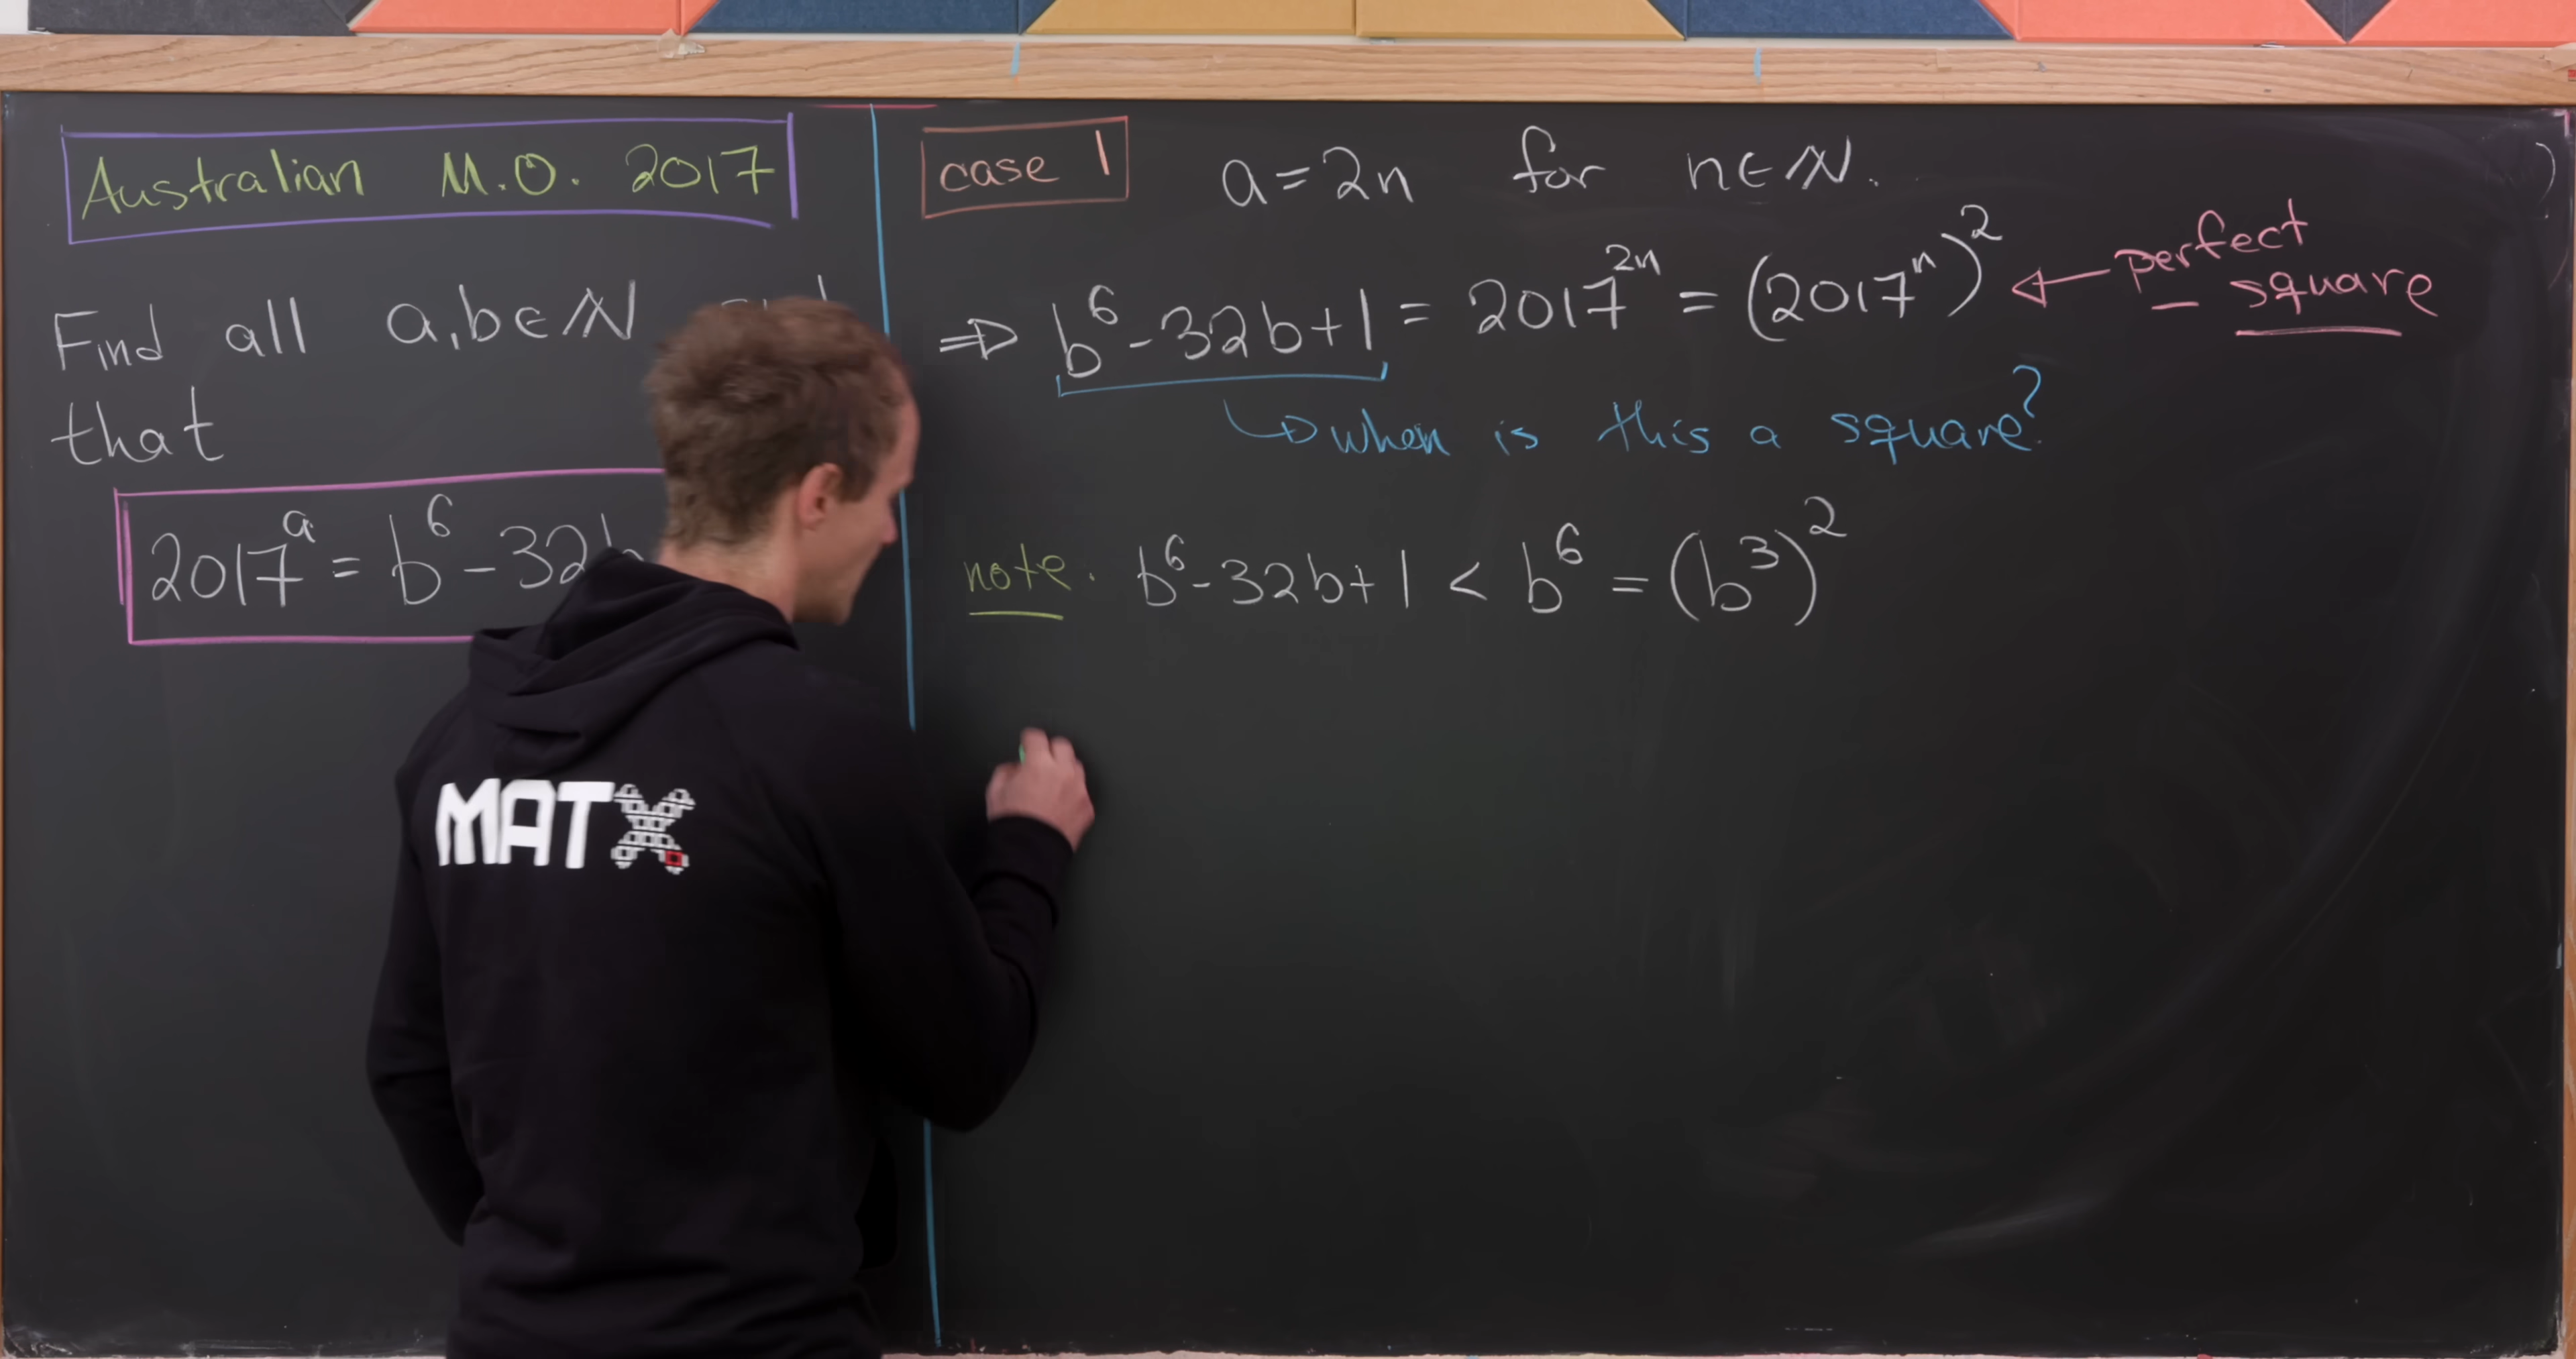 Australian M.O. 2017
Find all a,b∈ℕ
that
2017^a = b^6 - 32b
MATX
case 1 a = 2n for n∈ℕ.
⇒ b^6 - 32b + 1 = 2017^{2n} = (2017^n)^2 ← perfect square
↪ when is this a square?
note. b^6 - 32b + 1 < b^6 = (b^3)^2